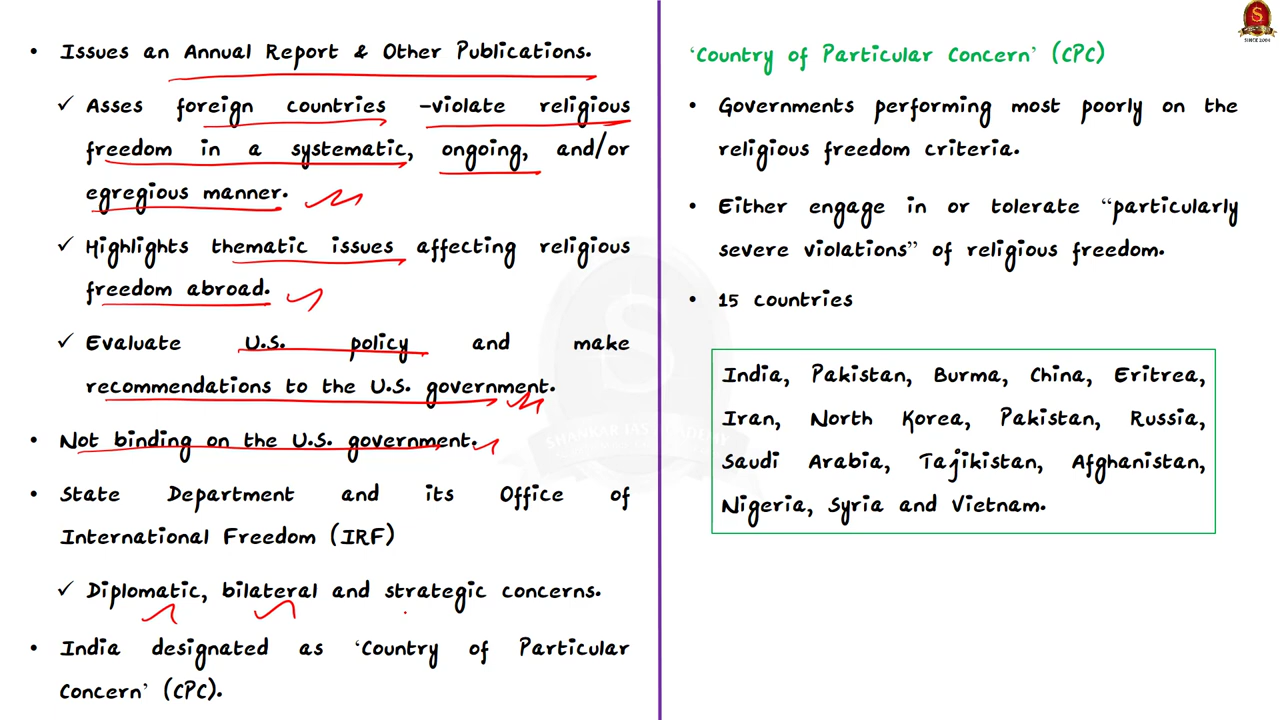 • Issues an Annual Report & Other Publications.
✓ Asses foreign countries -violate religious
freedom in a systematic, ongoing, and/or
egregious manner.
✓ Highlights thematic issues affecting religious
freedom abroad.
✓ Evaluate U.S. policy and make
recommendations to the U.S. government.
• Not binding on the U.S. government.
• State Department and its Office of
International Freedom (IRF)
✓ Diplomatic, bilateral and strategic concerns.
• India designated as ‘Country of Particular
Concern’ (CPC).
‘Country of Particular Concern’ (CPC)
• Governments performing most poorly on the
religious freedom criteria.
• Either engage in or tolerate “particularly
severe violations” of religious freedom.
• 15 countries
India, Pakistan, Burma, China, Eritrea,
Iran, North Korea, Pakistan, Russia,
Saudi Arabia, Tajikistan, Afghanistan,
Nigeria, Syria and Vietnam.
S
SINCE 2004
SHANKAR IAS ACADEMY